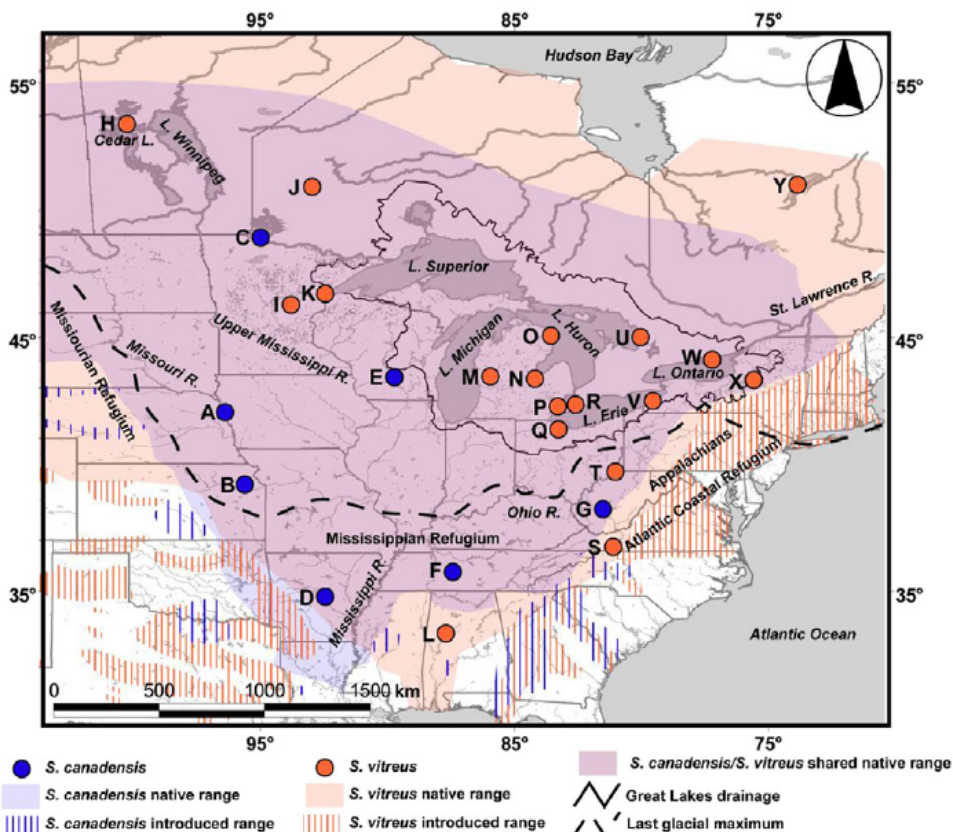 95° 85° 75°
Hudson Bay
55° 55°
H
Cedar L.
L. Winnipeg
J
Y
C
L. Superior
St. Lawrence R.
K
I
45° 45°
Missourian Refugium
Missouri R.
Upper Mississippi R.
L. Michigan
O
L. Huron
U
W
L. Ontario
E
M
N
X
A
P
R
V
L. Erie
Q
Appalachians
B
T
Atlantic Coastal Refugium
Ohio R.
G
Mississippian Refugium
S
F
35° 35°
D
Mississippi R.
L
Atlantic Ocean
0 500 1000 1500 km
95° 85° 75°
S. canadensis
S. vitreus
S. canadensis/S. vitreus shared native range
S. canadensis native range
S. vitreus native range
Great Lakes drainage
S. canadensis introduced range
S. vitreus introduced range
Last glacial maximum